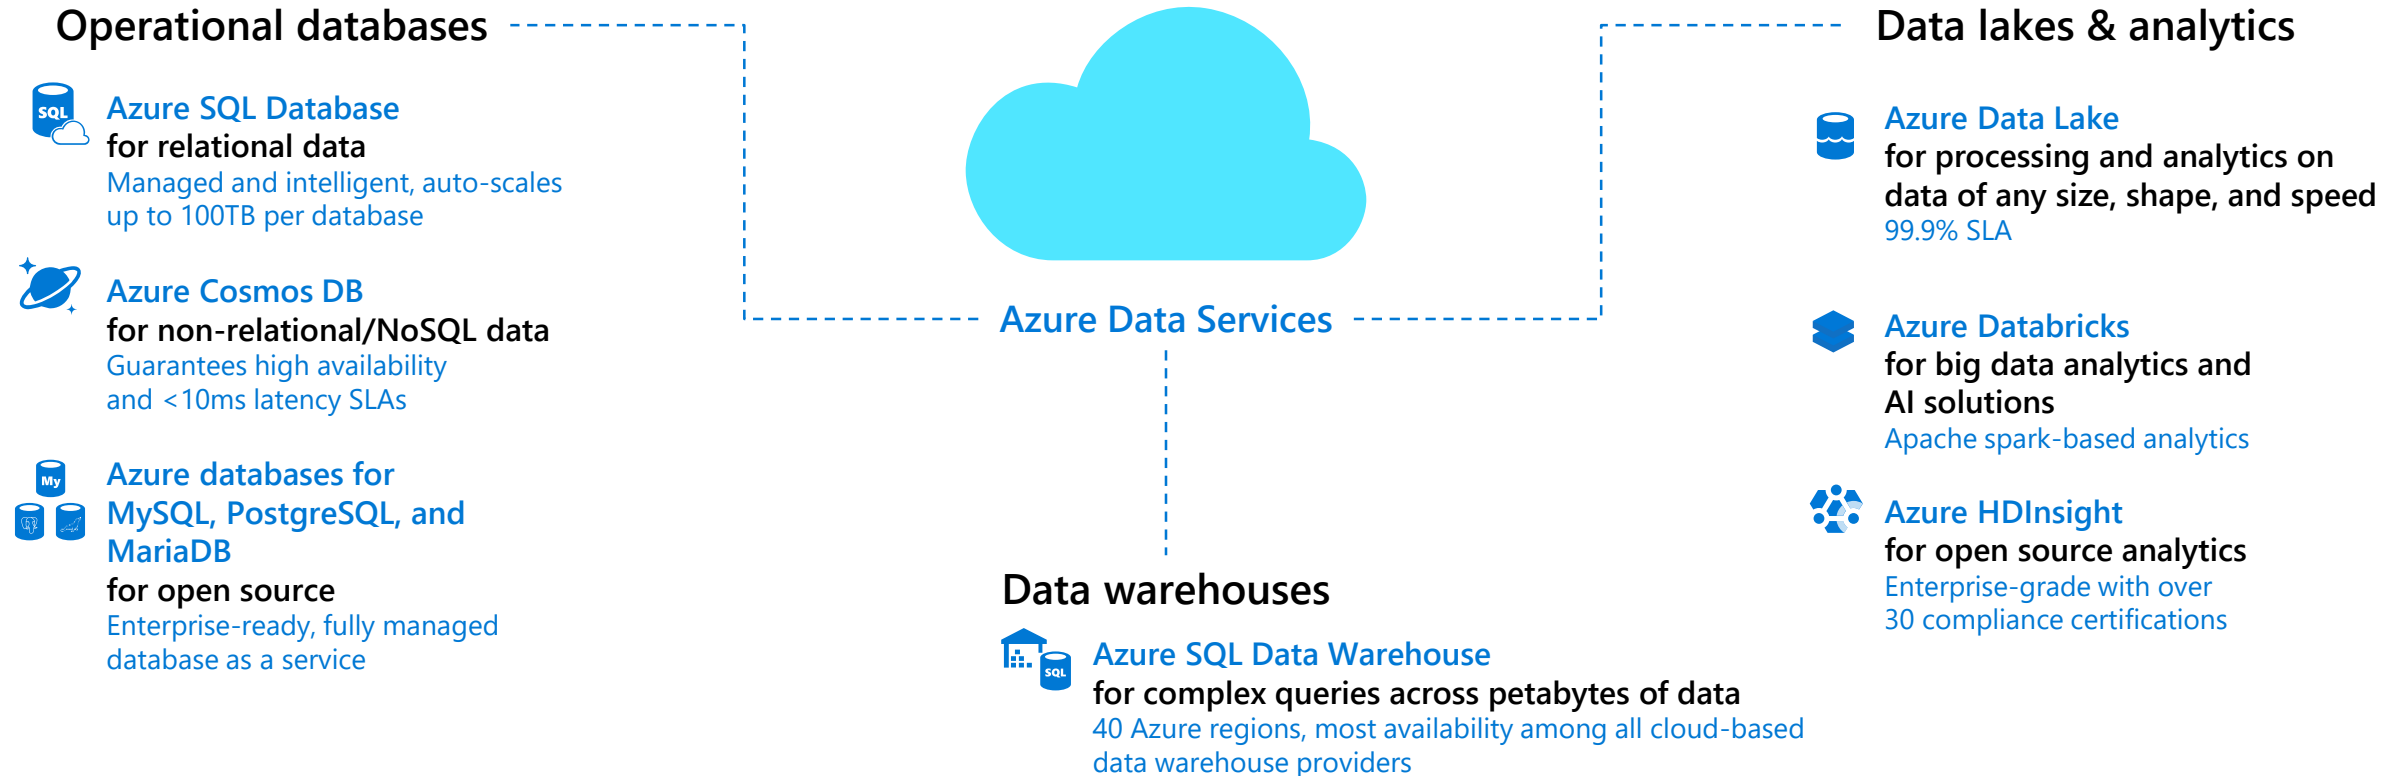 Operational databases
SQL
Azure SQL Database
for relational data
Managed and intelligent, auto-scales
up to 100TB per database
Azure Cosmos DB
for non-relational/NoSQL data
Guarantees high availability
and <10ms latency SLAs
My
Azure databases for
MySQL, PostgreSQL, and
MariaDB
for open source
Enterprise-ready, fully managed
database as a service
Azure Data Services
Data warehouses
SQL
Azure SQL Data Warehouse
for complex queries across petabytes of data
40 Azure regions, most availability among all cloud-based
data warehouse providers
Data lakes & analytics
Azure Data Lake
for processing and analytics on
data of any size, shape, and speed
99.9% SLA
Azure Databricks
for big data analytics and
AI solutions
Apache spark-based analytics
Azure HDInsight
for open source analytics
Enterprise-grade with over
30 compliance certifications